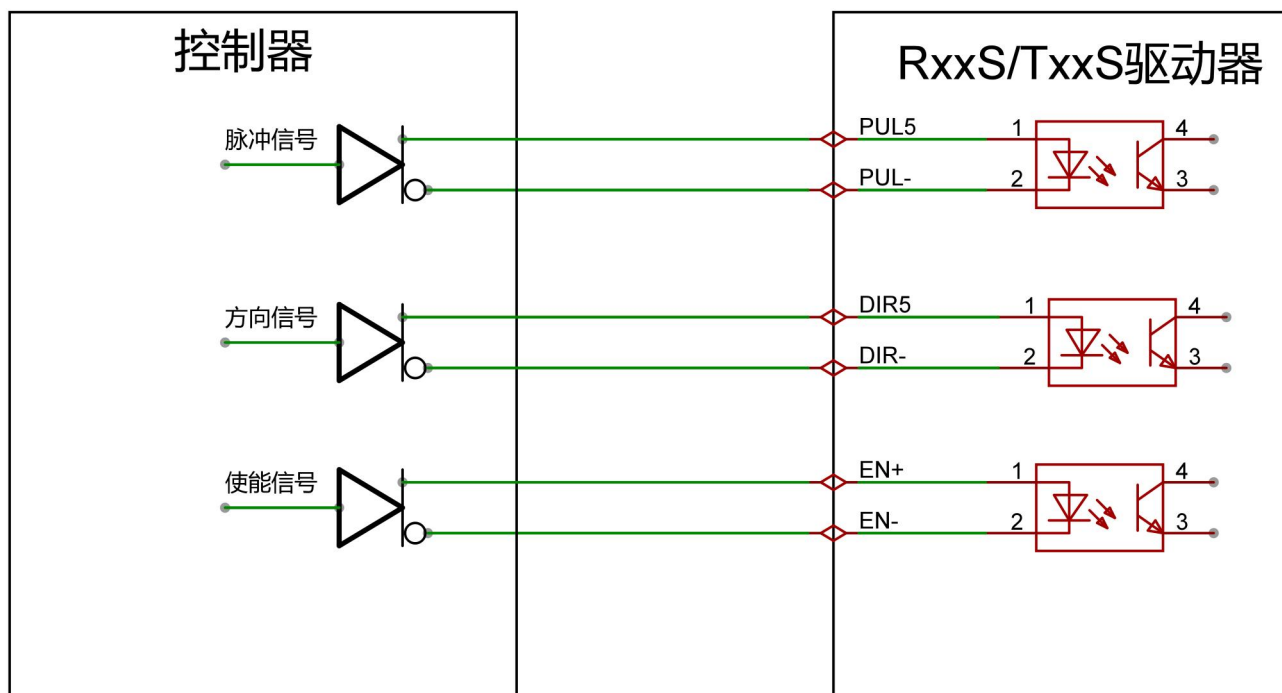 控制器
RxxS/TxxS驱动器
脉冲信号
PUL5
1
4
PUL-
2
3
方向信号
DIR5
1
4
DIR-
2
3
使能信号
EN+
1
4
EN-
2
3